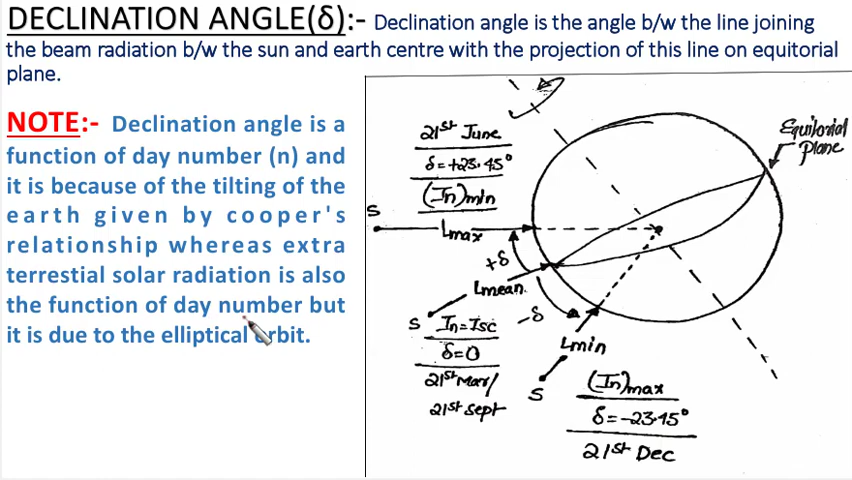 DECLINATION ANGLE(δ):- Declination angle is the angle b/w the line joining
the beam radiation b/w the sun and earth centre with the projection of this line on equitorial
plane.
NOTE:- Declination angle is a
function of day number (n) and
it is because of the tilting of the
earth given by cooper's
relationship whereas extra
terrestial solar radiation is also
the function of day number but
it is due to the elliptical orbit.
21st June
δ=+23.45°
(In)min
Equitorial
Plane
S
Lmax
+δ
Lmean
S
In=Isc
-δ
δ=0
21st Mar/
21st Sept
Lmin
S
(In)max
δ=-23.45°
21st Dec